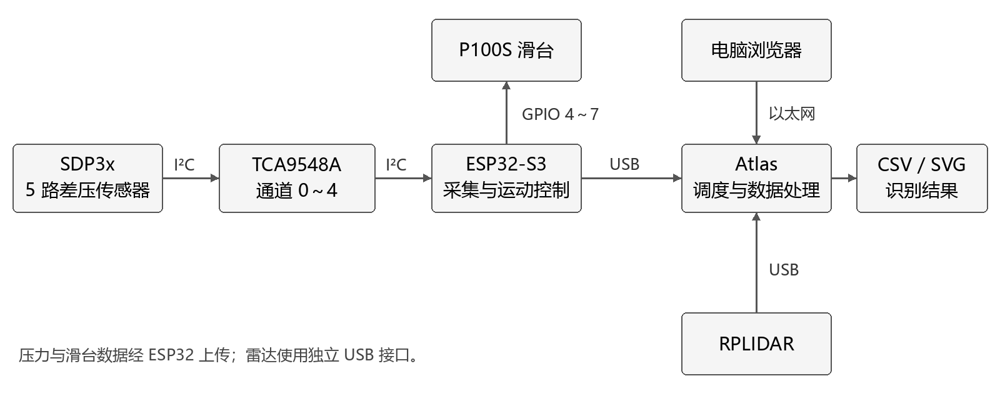 P100S 滑台
电脑浏览器
GPIO 4～7
以太网
SDP3x
5 路差压传感器
I²C
TCA9548A
通道 0～4
I²C
ESP32-S3
采集与运动控制
USB
Atlas
调度与数据处理
CSV / SVG
识别结果
USB
RPLIDAR
压力与滑台数据经 ESP32 上传；雷达使用独立 USB 接口。